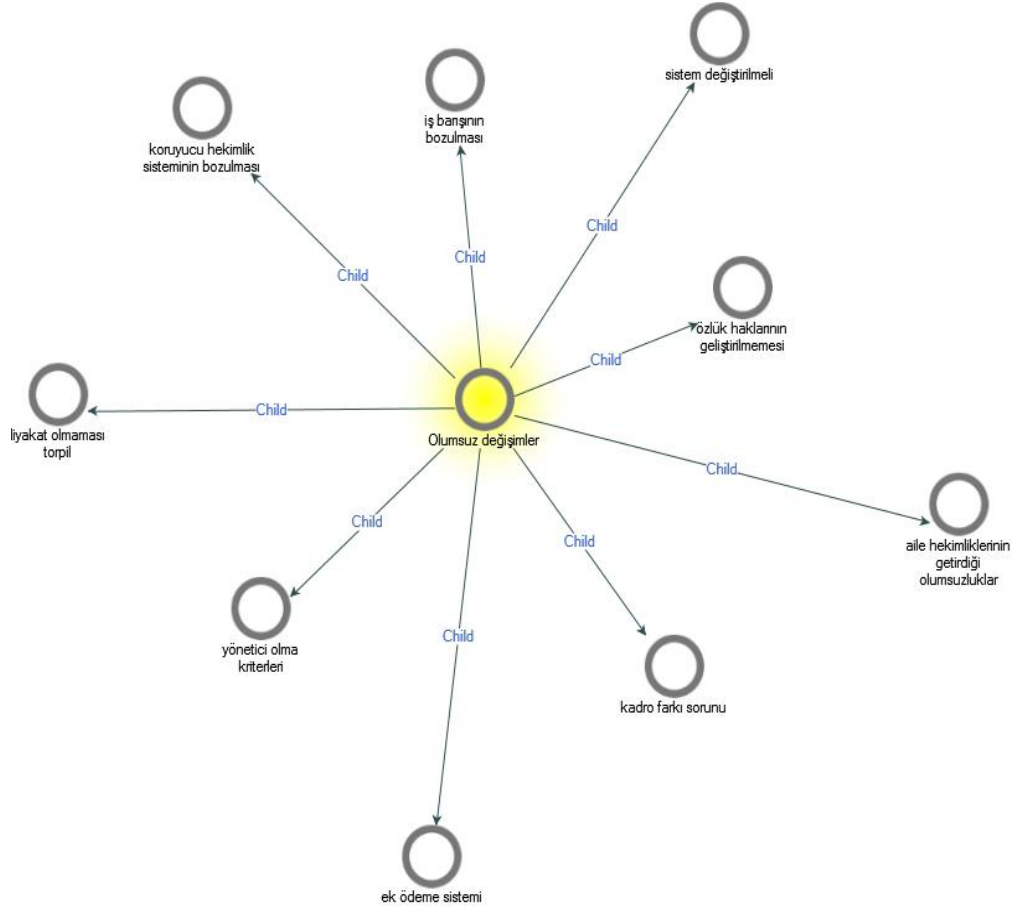 sistem değiştirilmeli
iş barışının
bozulması
koruyucu hekimlik
sisteminin bozulması
Child
Child
Child
özlük haklarının
geliştirilmemesi
Child
Child
liyakat olmaması
torpil
Olumsuz değişimler
Child
Child
Child
aile hekimliklerinin
getirdiği
olumsuzluklar
Child
yönetici olma
kriterleri
kadro farkı sorunu
ek ödeme sistemi